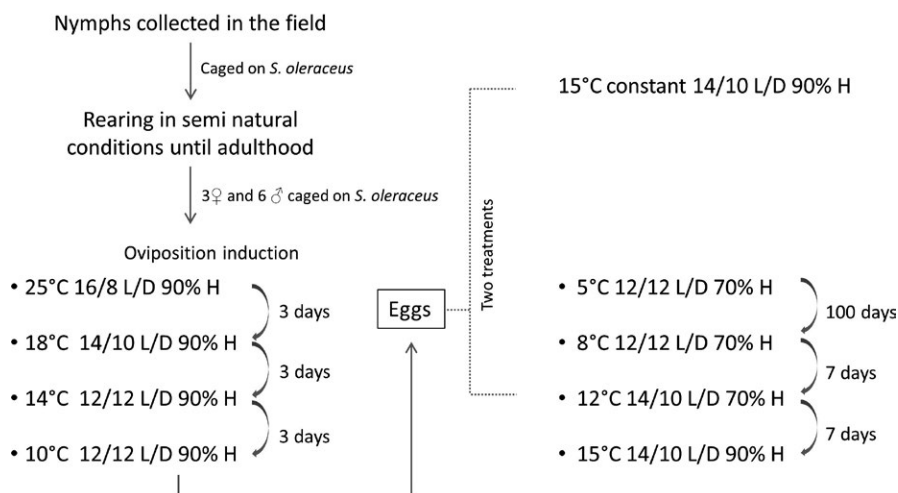 Nymphs collected in the field
Caged on S. oleraceus
Rearing in semi natural
conditions until adulthood
3♀ and 6 ♂ caged on S. oleraceus
Oviposition induction
• 25°C 16/8 L/D 90% H
3 days
• 18°C 14/10 L/D 90% H
3 days
• 14°C 12/12 L/D 90% H
3 days
• 10°C 12/12 L/D 90% H
Eggs
Two treatments
15°C constant 14/10 L/D 90% H
• 5°C 12/12 L/D 70% H
100 days
• 8°C 12/12 L/D 70% H
7 days
• 12°C 14/10 L/D 70% H
7 days
• 15°C 14/10 L/D 90% H